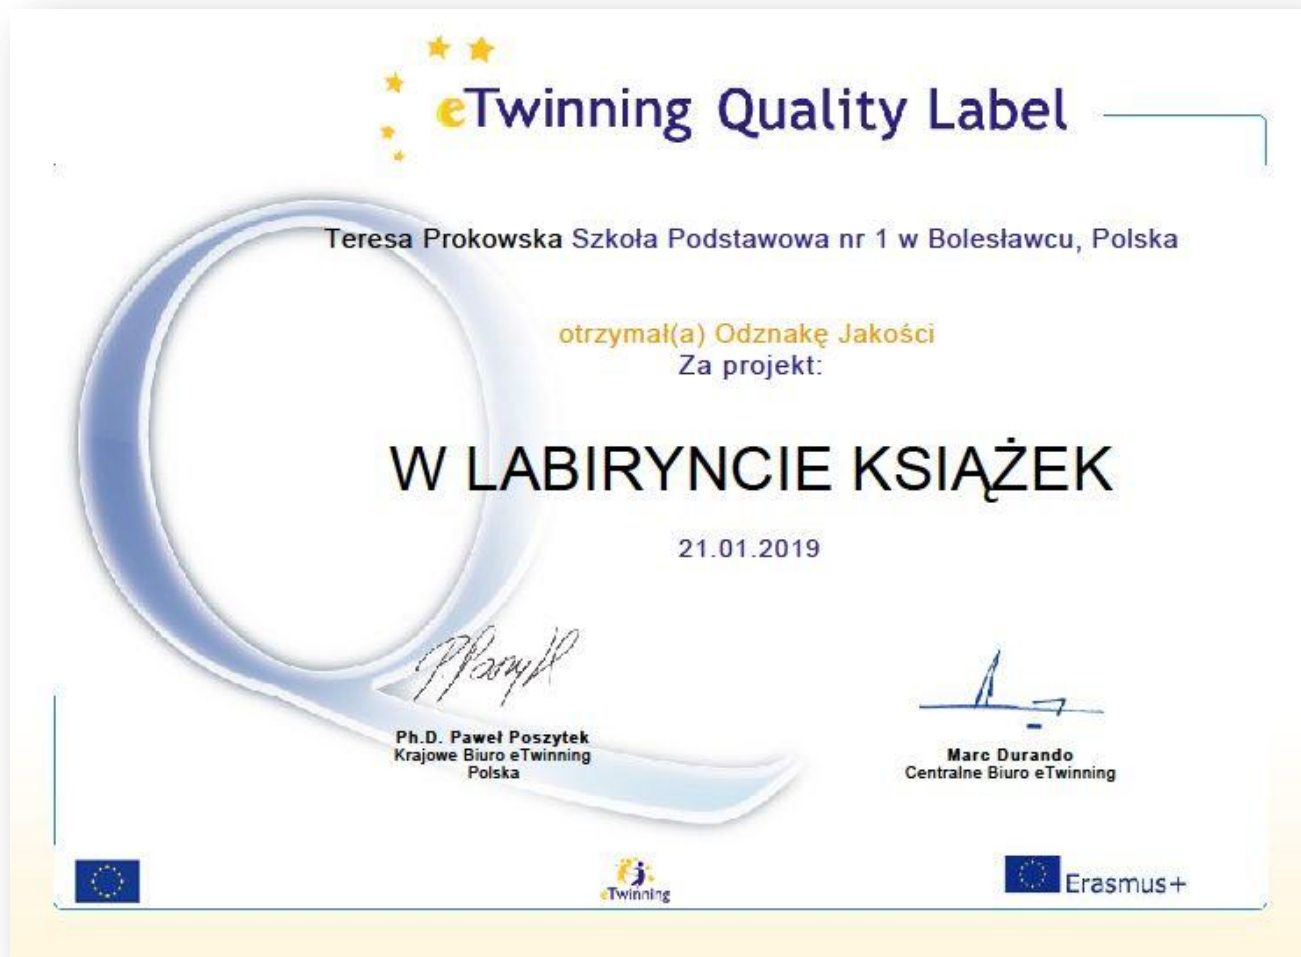 eTwinning Quality Label
Teresa Prokowska Szkoła Podstawowa nr 1 w Bolesławcu, Polska
otrzymał(a) Odznakę Jakości
Za projekt:
W LABIRYNCIE KSIĄŻEK
21.01.2019
Ph.D. Paweł Poszytek
Krajowe Biuro eTwinning
Polska
Marc Durando
Centralne Biuro eTwinning
eTwinning
Erasmus+